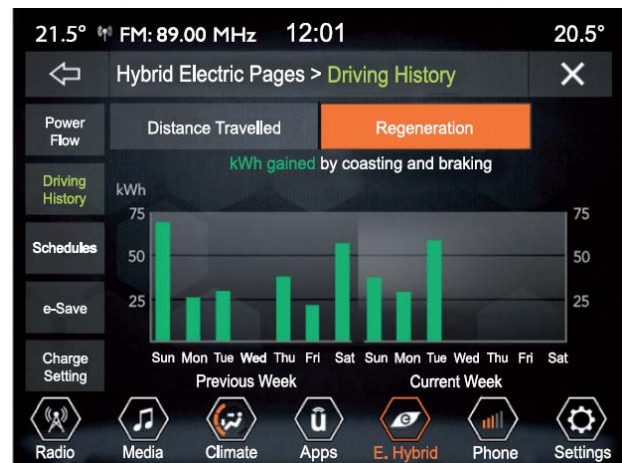 21.5° FM: 89.00 MHz 12:01 20.5°
Hybrid Electric Pages > Driving History X
Power
Flow
Distance Travelled Regeneration
kWh gained by coasting and braking
Driving
History
kWh
75 75
Schedules
50 50
e-Save
25 25
Charge
Setting
Sun Mon Tue Wed Thu Fri Sat Sun Mon Tue Wed Thu Fri Sat
Previous Week Current Week
Radio Media Climate Apps E. Hybrid Phone Settings